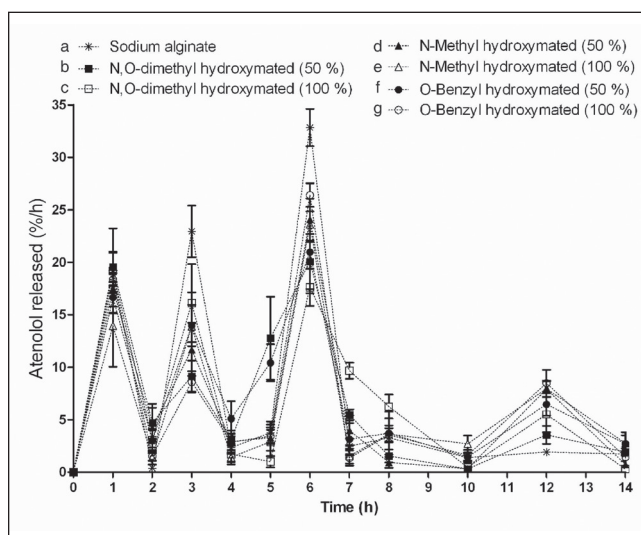 a Sodium alginate
b N,O-dimethyl hydroxymated (50 %)
c N,O-dimethyl hydroxymated (100 %)
d N-Methyl hydroxymated (50 %)
e N-Methyl hydroxymated (100 %)
f O-Benzyl hydroxymated (50 %)
g O-Benzyl hydroxymated (100 %)
Atenolol released (%/h)
35
30
25
20
15
10
5
0
0 1 2 3 4 5 6 7 8 9 10 11 12 13 14
Time (h)